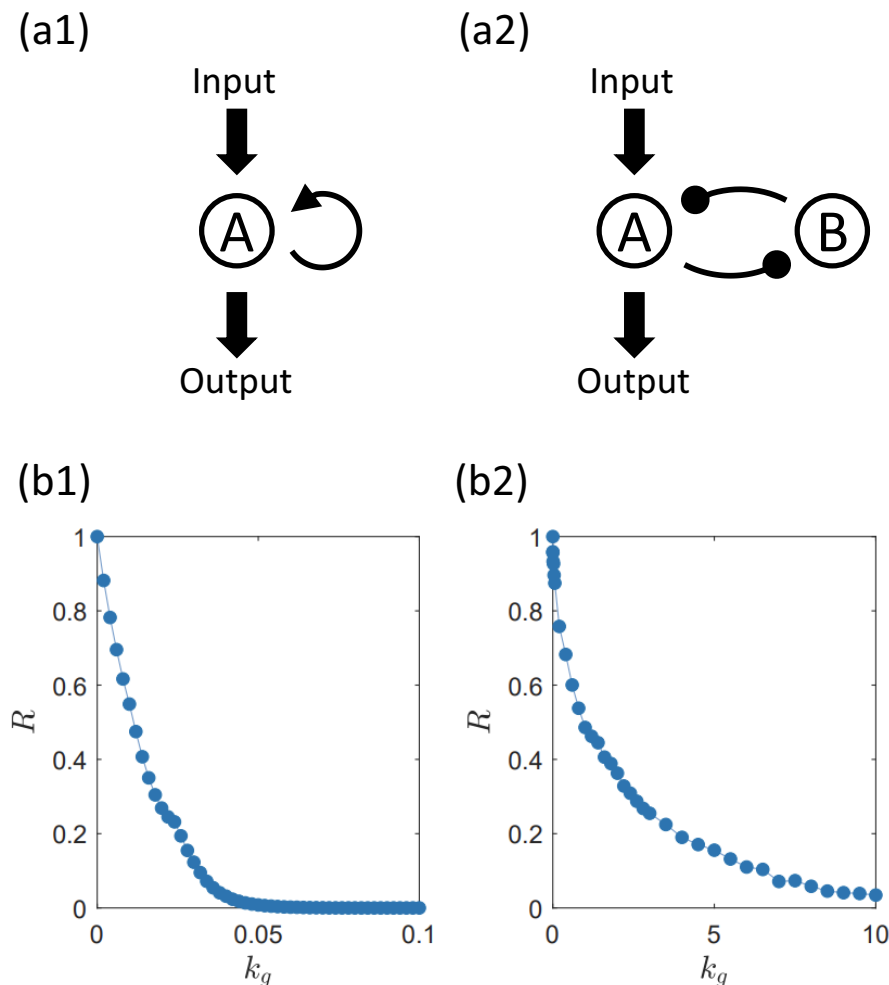 (a1)
(a2)
Input
Input
A
A
B
Output
Output
(b1)
(b2)
1
0.8
0.6
0.4
0.2
0
R
0
0.05
0.1
k_g
1
0.8
0.6
0.4
0.2
0
R
0
5
10
k_g